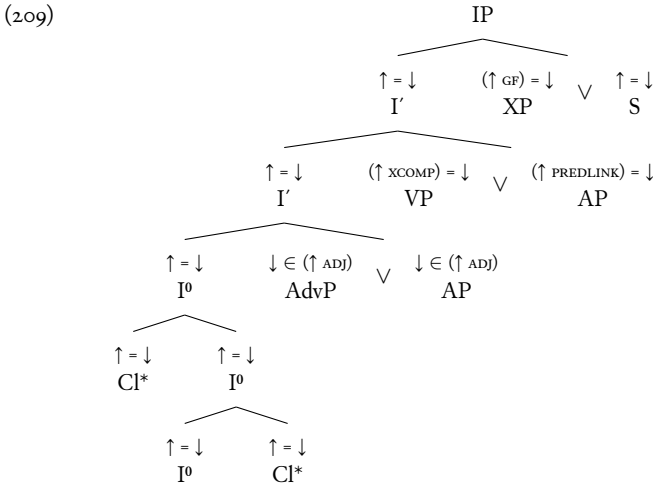 (209) IP
↑ = ↓ (↑ GF) = ↓ ↑ = ↓
I′ XP ∨ S
↑ = ↓ (↑ XCOMP) = ↓ (↑ PREDLINK) = ↓
I′ VP ∨ AP
↑ = ↓ ↓ ∈ (↑ ADJ) ↓ ∈ (↑ ADJ)
I⁰ AdvP ∨ AP
↑ = ↓ ↑ = ↓
Cl* I⁰
↑ = ↓ ↑ = ↓
I⁰ Cl*